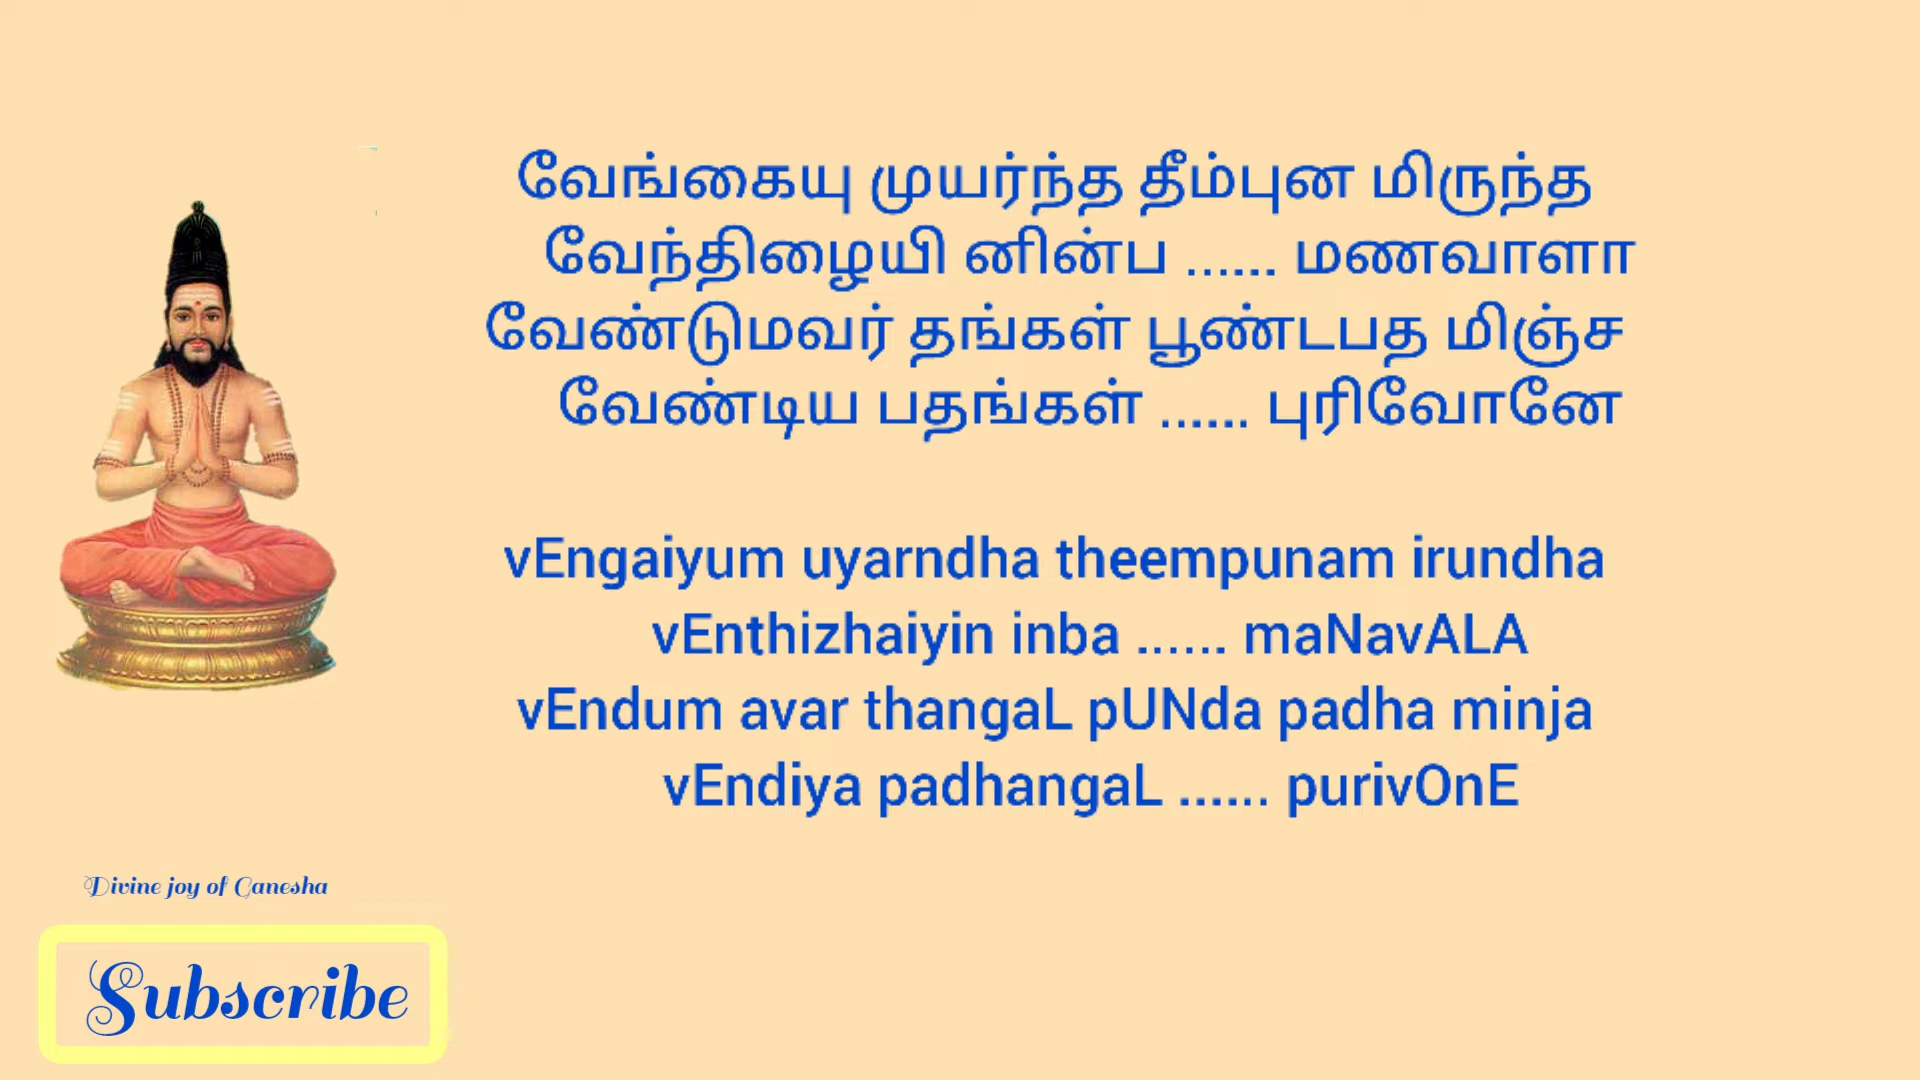 வேங்கையு முயர்ந்த தீம்புன மிருந்த
வேந்திழையி னின்ப ...... மணவாளா
வேண்டுமவர் தங்கள் பூண்டபத மிஞ்ச
வேண்டிய பதங்கள் ...... புரிவோனே
vEngaiyum uyarndha theempunam irundha
vEnthizhaiyin inba ...... maNavALA
vEndum avar thangaL pUNda padha minja
vEndiya padhangaL ...... purivOnE
Divine joy of Ganesha
Subscribe